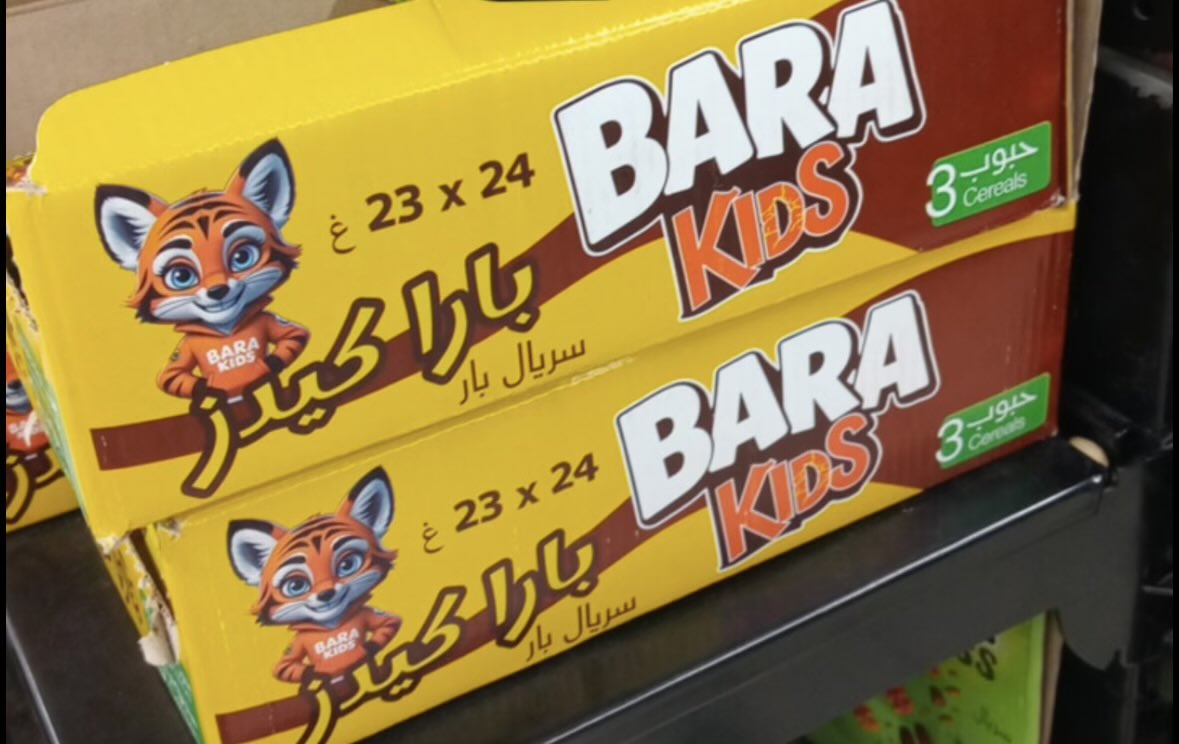 BARA
KIDS
3 حبوب
Cereals
23 x 24 غ
بارا كيدز
سريال بار
BARA
KIDS
BARA
KIDS
3 حبوب
Cereals
23 x 24 غ
بارا كيدز
سريال بار
BARA
KIDS